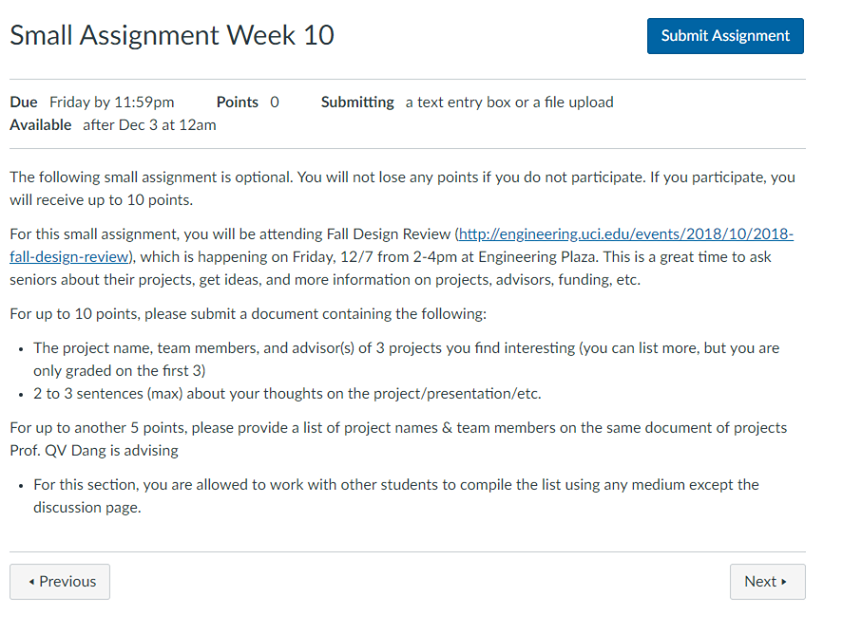 Small Assignment Week 10
Submit Assignment
Due Friday by 11:59pm Points 0 Submitting a text entry box or a file upload
Available after Dec 3 at 12am
The following small assignment is optional. You will not lose any points if you do not participate. If you participate, you
will receive up to 10 points.
For this small assignment, you will be attending Fall Design Review (http://engineering.uci.edu/events/2018/10/2018-
fall-design-review), which is happening on Friday, 12/7 from 2-4pm at Engineering Plaza. This is a great time to ask
seniors about their projects, get ideas, and more information on projects, advisors, funding, etc.
For up to 10 points, please submit a document containing the following:
• The project name, team members, and advisor(s) of 3 projects you find interesting (you can list more, but you are
only graded on the first 3)
• 2 to 3 sentences (max) about your thoughts on the project/presentation/etc.
For up to another 5 points, please provide a list of project names & team members on the same document of projects
Prof. QV Dang is advising
• For this section, you are allowed to work with other students to compile the list using any medium except the
discussion page.
◂ Previous
Next ▸